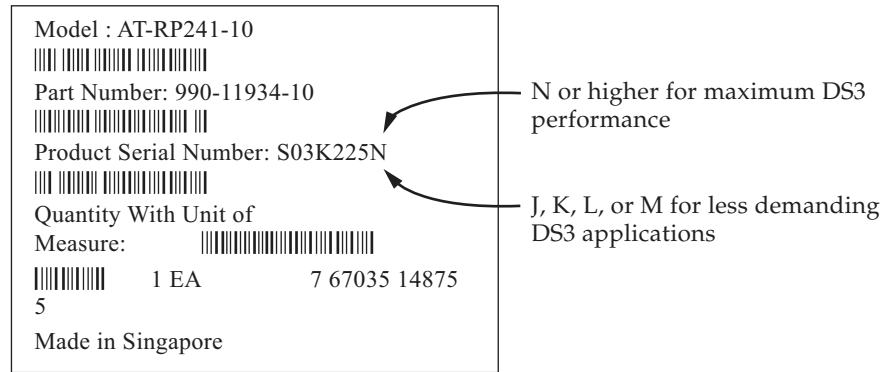 Model : AT-RP241-10
Part Number: 990-11934-10
Product Serial Number: S03K225N
Quantity With Unit of
Measure:
1 EA 7 67035 14875
5
Made in Singapore
N or higher for maximum DS3
performance
J, K, L, or M for less demanding
DS3 applications